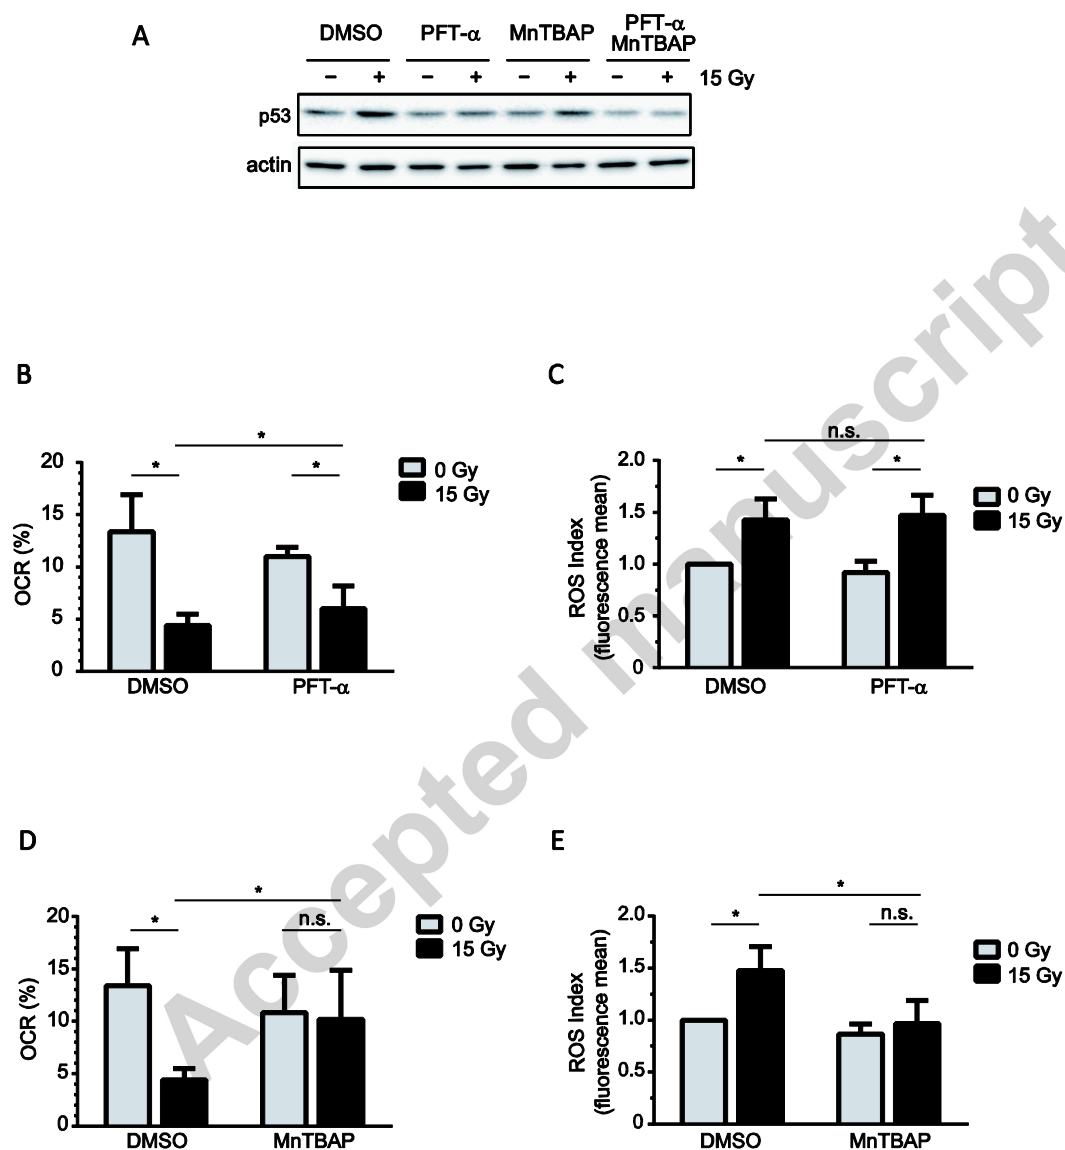 A
DMSO PFT-α MnTBAP PFT-α MnTBAP
− + − + − + − + 15 Gy
p53
actin
B
OCR (%)
20
15
10
5
0
* * *
0 Gy
15 Gy
DMSO PFT-α
C
ROS Index
(fluorescence mean)
2.0
1.5
1.0
0.5
0
* n.s. *
0 Gy
15 Gy
DMSO PFT-α
D
OCR (%)
20
15
10
5
0
* * n.s.
0 Gy
15 Gy
DMSO MnTBAP
E
ROS Index
(fluorescence mean)
2.0
1.5
1.0
0.5
0
* * n.s.
0 Gy
15 Gy
DMSO MnTBAP
Accepted manuscript